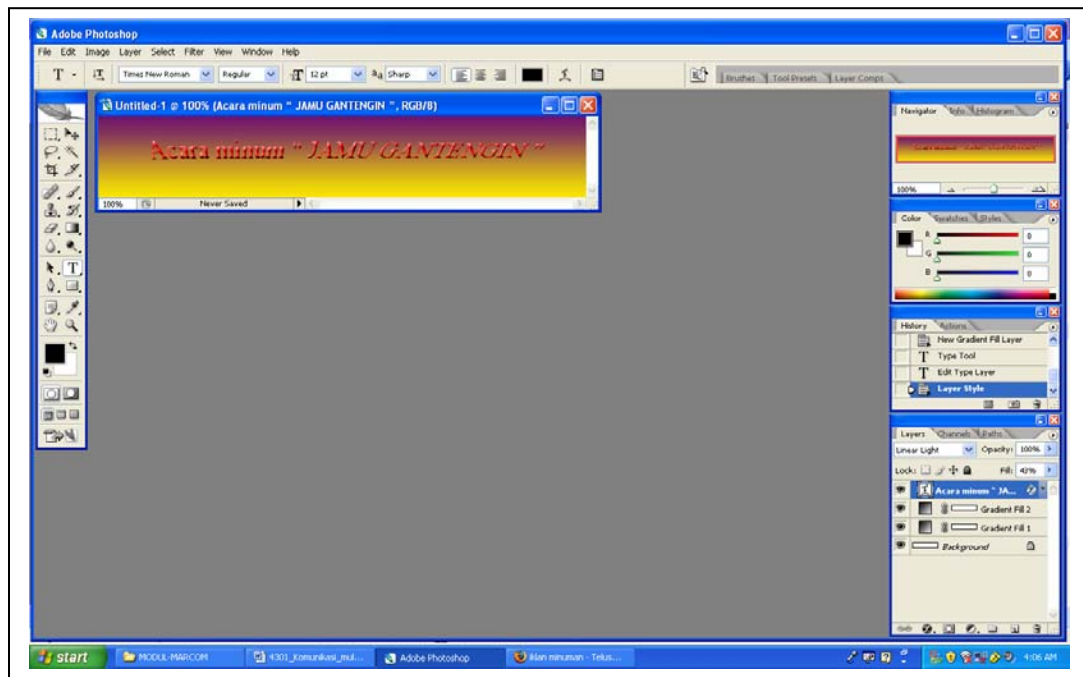 Adobe Photoshop
File Edit Image Layer Select Filter View Window Help
T Times New Roman Regular T 12 pt aa Sharp Brushes Tool Presets Layer Comps
Untitled-1 @ 100% (Acara minum " JAMU GANTENGIN ", RGB/8)
Acara minum " JAMU GANTENGIN "
100% Never Saved
Navigator Info Histogram
100%
Color Swatches Styles
R 0
G 0
B 0
History Actions
New Gradient Fill Layer
T Type Tool
T Edit Type Layer
Layer Style
Layers Channels Paths
Linear Light Opacity: 100%
Lock: Fill: 43%
T Acara minum " JA...
Gradient Fill 2
Gradient Fill 1
Background
start MODUL-MARCOM 4301_Komunikasi_mul... Adobe Photoshop iklan minuman - Telus... 4:06 AM